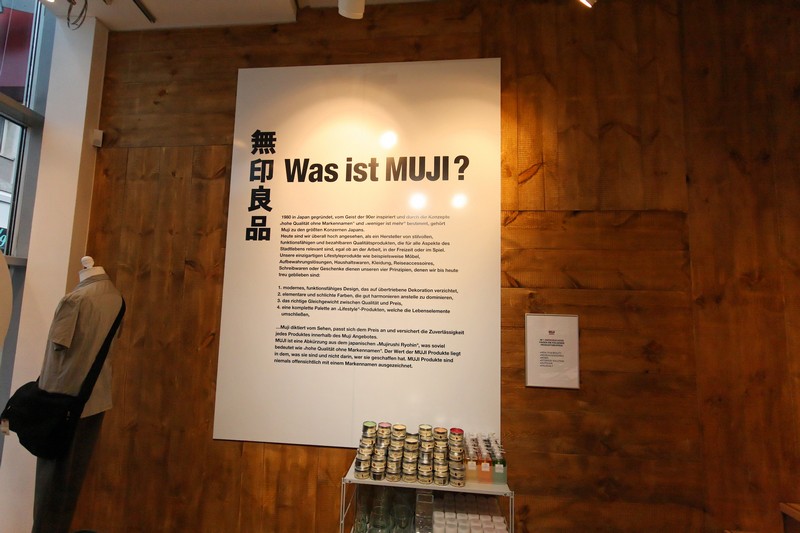 無印良品
Was ist MUJI?
1980 in Japan gegründet, vom Geist der 90er inspiriert und durch die Konzepte
„hohe Qualität ohne Markennamen“ und „weniger ist mehr“ bestimmt, gehört
Muji zu den größten Konzernen Japans.
Heute sind wir überall hoch angesehen, als ein Hersteller von stilvollen,
funktionsfähigen und bezahlbaren Qualitätsprodukten, die für alle Aspekte des
Stadtlebens relevant sind, egal ob an der Arbeit, in der Freizeit oder im Spiel.
Unsere einzigartigen Lifestyleprodukte wie beispielsweise Möbel,
Aufbewahrungslösungen, Haushaltswaren, Kleidung, Reiseaccessoires,
Schreibwaren oder Geschenke dienen unseren vier Prinzipien, denen wir bis heute
treu geblieben sind:
1. modernes, funktionsfähiges Design, das auf übertriebene Dekoration verzichtet,
2. elementare und schlichte Farben, die gut harmonieren anstelle zu dominieren,
3. das richtige Gleichgewicht zwischen Qualität und Preis,
4. eine komplette Palette an „Lifestyle“-Produkten, welche die Lebenselemente
umschließen.
...Muji diktiert vom Sehen, passt sich dem Preis an und versichert die Zuverlässigkeit
jedes Produktes innerhalb des Muji Angebotes.
MUJI ist eine Abkürzung aus dem japanischen „Mujirushi Ryohin“, was soviel
bedeutet wie „hohe Qualität ohne Markennamen“. Der Wert der MUJI Produkte liegt
in dem, was sie sind und nicht darin, wer sie geschaffen hat. MUJI Produkte sind
niemals offensichtlich mit einem Markennamen ausgezeichnet.